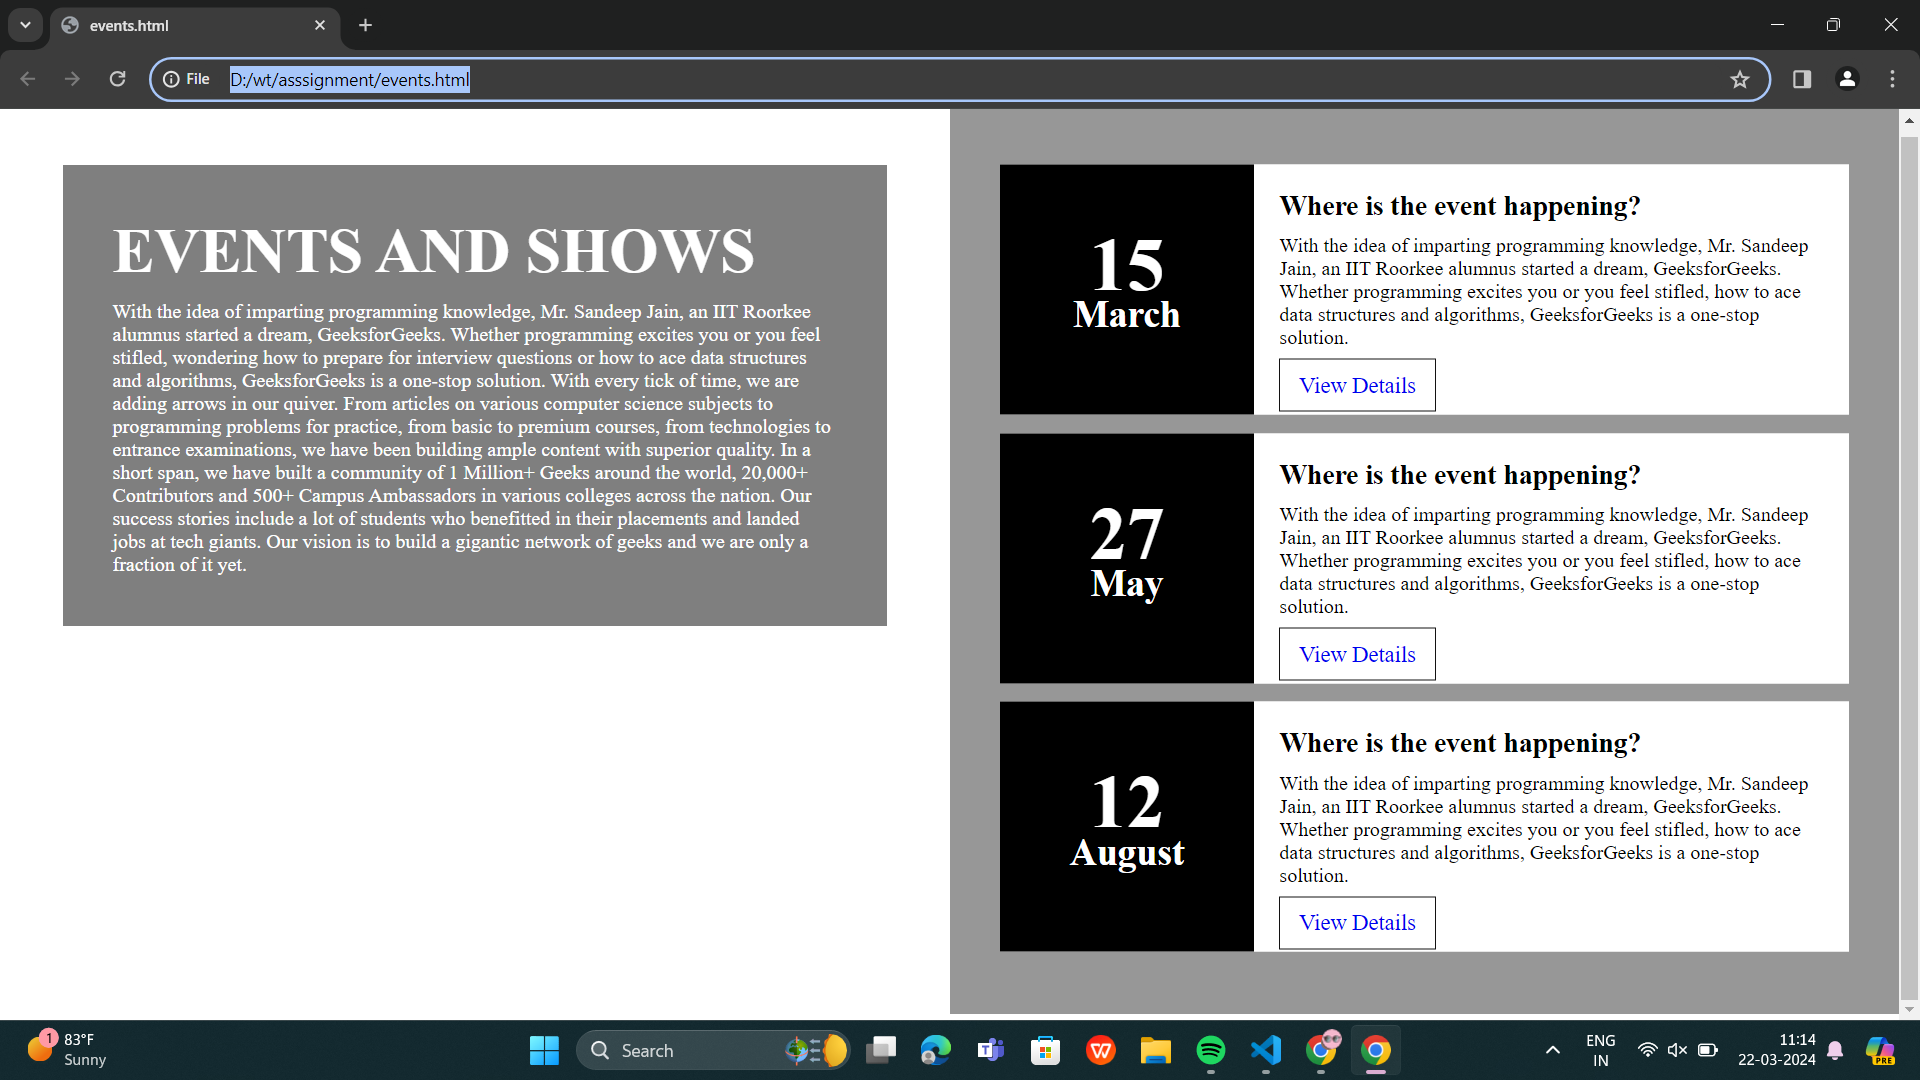 events.html
File
D:/wt/asssignment/events.html
EVENTS AND SHOWS
With the idea of imparting programming knowledge, Mr. Sandeep Jain, an IIT Roorkee
alumnus started a dream, GeeksforGeeks. Whether programming excites you or you feel
stifled, wondering how to prepare for interview questions or how to ace data structures
and algorithms, GeeksforGeeks is a one-stop solution. With every tick of time, we are
adding arrows in our quiver. From articles on various computer science subjects to
programming problems for practice, from basic to premium courses, from technologies to
entrance examinations, we have been building ample content with superior quality. In a
short span, we have built a community of 1 Million+ Geeks around the world, 20,000+
Contributors and 500+ Campus Ambassadors in various colleges across the nation. Our
success stories include a lot of students who benefitted in their placements and landed
jobs at tech giants. Our vision is to build a gigantic network of geeks and we are only a
fraction of it yet.
15
March
Where is the event happening?
With the idea of imparting programming knowledge, Mr. Sandeep
Jain, an IIT Roorkee alumnus started a dream, GeeksforGeeks.
Whether programming excites you or you feel stifled, how to ace
data structures and algorithms, GeeksforGeeks is a one-stop
solution.
View Details
27
May
Where is the event happening?
With the idea of imparting programming knowledge, Mr. Sandeep
Jain, an IIT Roorkee alumnus started a dream, GeeksforGeeks.
Whether programming excites you or you feel stifled, how to ace
data structures and algorithms, GeeksforGeeks is a one-stop
solution.
View Details
12
August
Where is the event happening?
With the idea of imparting programming knowledge, Mr. Sandeep
Jain, an IIT Roorkee alumnus started a dream, GeeksforGeeks.
Whether programming excites you or you feel stifled, how to ace
data structures and algorithms, GeeksforGeeks is a one-stop
solution.
View Details
1
83°F
Sunny
Search
ENG
IN
11:14
22-03-2024
PRE